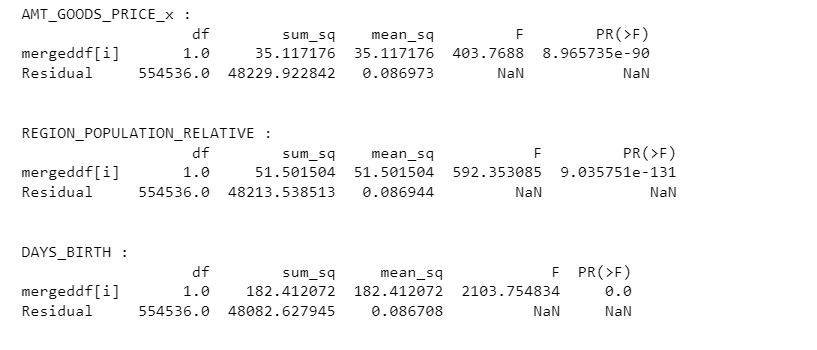 AMT_GOODS_PRICE_x :
df sum_sq mean_sq F PR(>F)
mergeddf[i] 1.0 35.117176 35.117176 403.7688 8.965735e-90
Residual 554536.0 48229.922842 0.086973 NaN NaN
REGION_POPULATION_RELATIVE :
df sum_sq mean_sq F PR(>F)
mergeddf[i] 1.0 51.501504 51.501504 592.353085 9.035751e-131
Residual 554536.0 48213.538513 0.086944 NaN NaN
DAYS_BIRTH :
df sum_sq mean_sq F PR(>F)
mergeddf[i] 1.0 182.412072 182.412072 2103.754834 0.0
Residual 554536.0 48082.627945 0.086708 NaN NaN